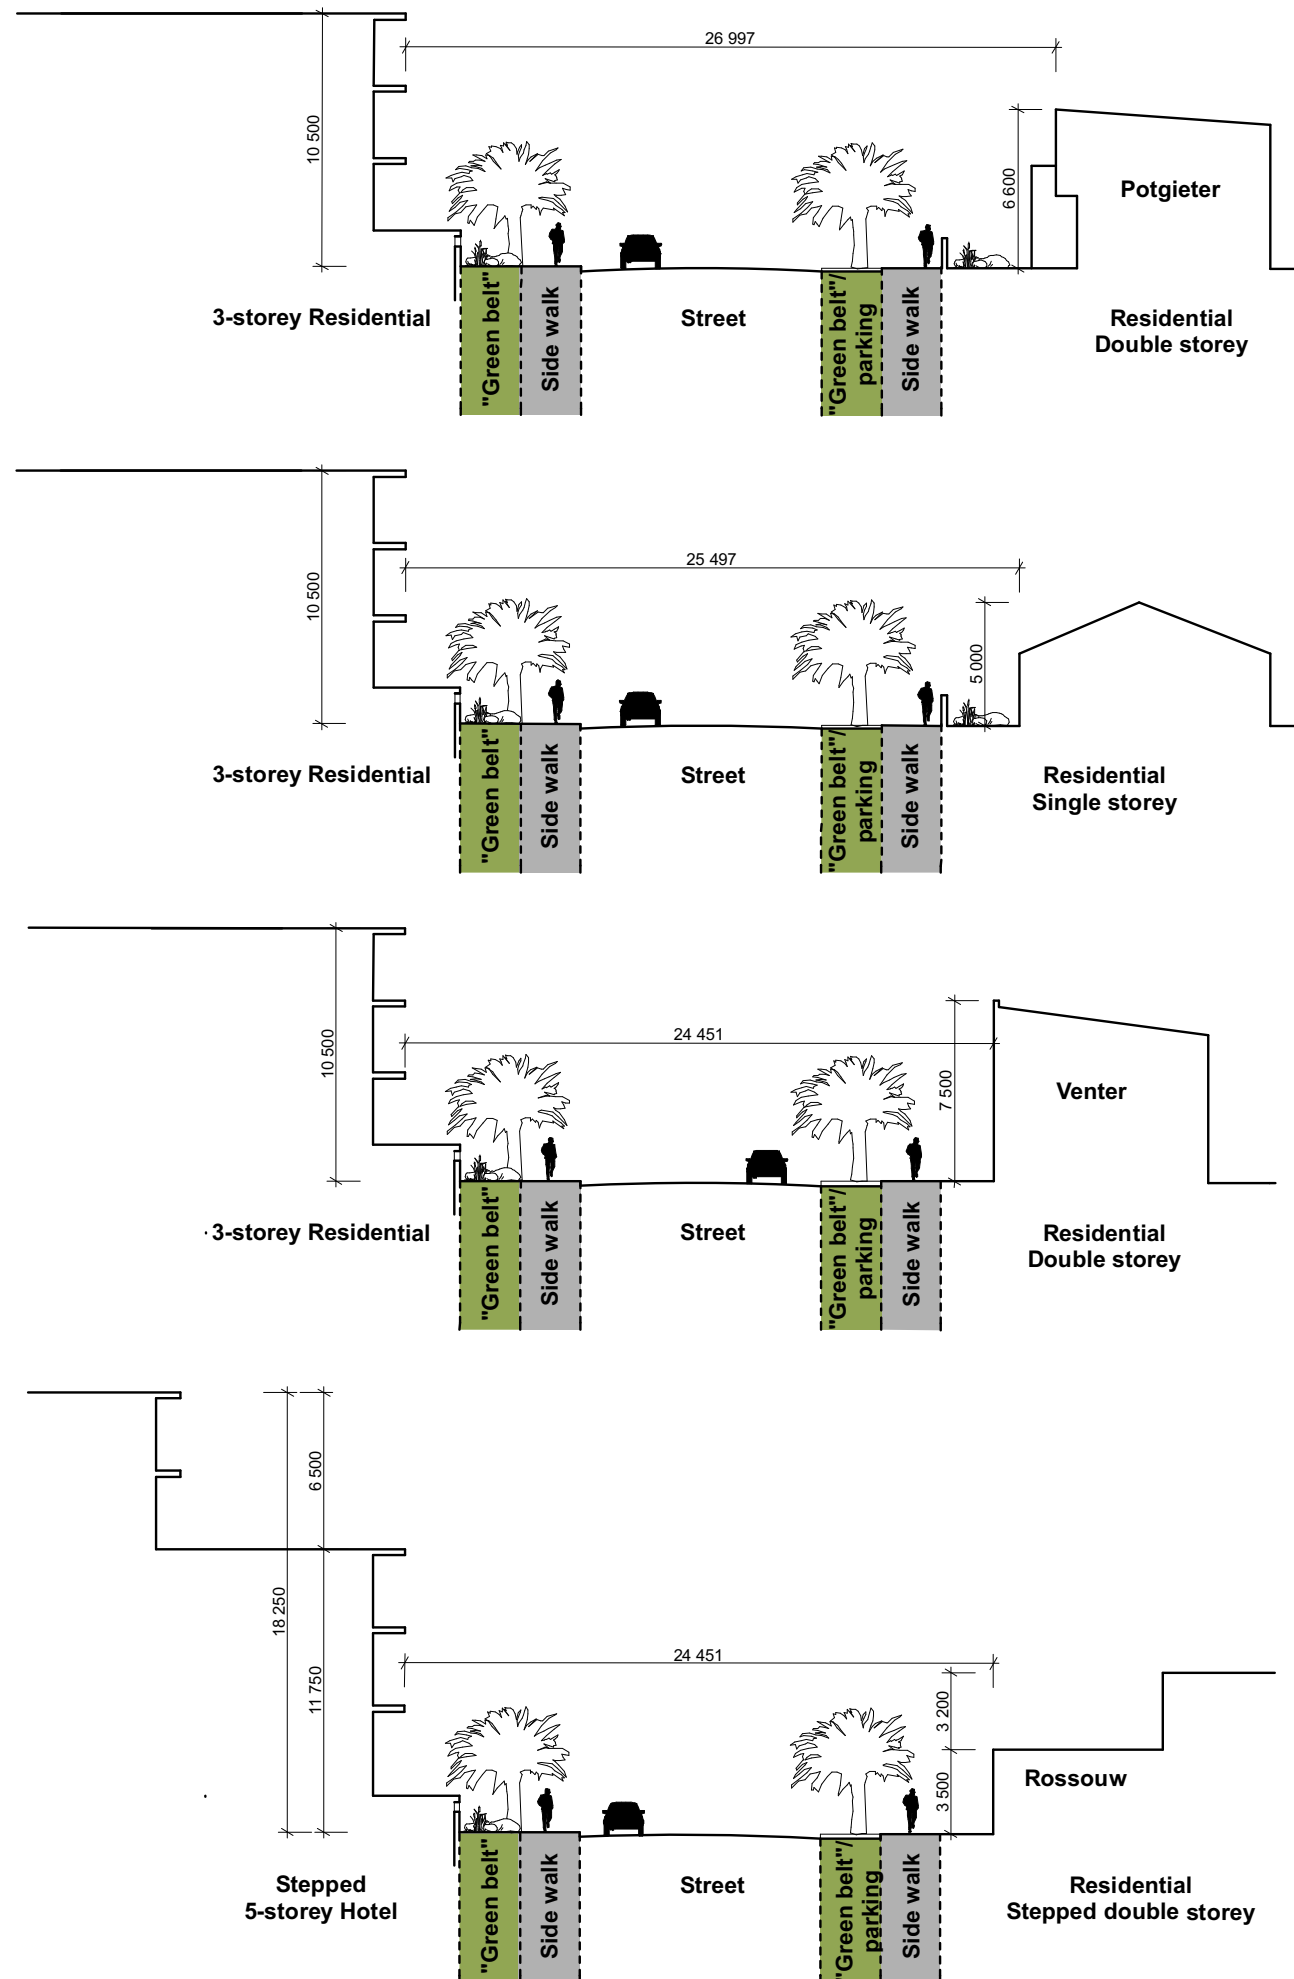 26 997
10 500
6 600
Potgieter
3-storey Residential
"Green belt"
Side walk
Street
"Green belt"/
parking
Side walk
Residential
Double storey
25 497
10 500
5 000
3-storey Residential
"Green belt"
Side walk
Street
"Green belt"/
parking
Side walk
Residential
Single storey
24 451
10 500
7 500
Venter
3-storey Residential
"Green belt"
Side walk
Street
"Green belt"/
parking
Side walk
Residential
Double storey
6 500
18 250
11 750
24 451
3 200
3 500
Rossouw
Stepped
5-storey Hotel
"Green belt"
Side walk
Street
"Green belt"/
parking
Side walk
Residential
Stepped double storey